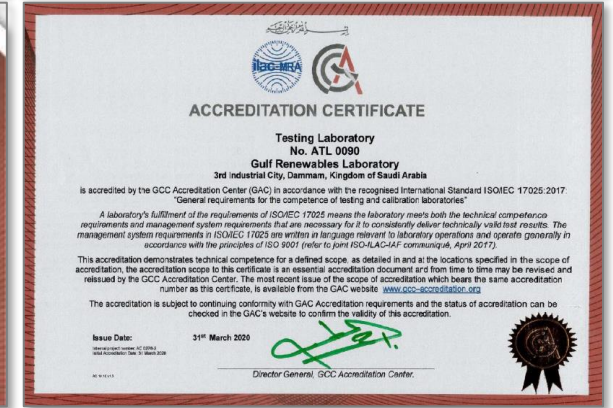 ilac-MRA
ACCREDITATION CERTIFICATE
Testing Laboratory
No. ATL 0090
Gulf Renewables Laboratory
3rd Industrial City, Dammam, Kingdom of Saudi Arabia
is accredited by the GCC Accreditation Center (GAC) in accordance with the recognised International Standard ISO/IEC 17025:2017:
"General requirements for the competence of testing and calibration laboratories"
A laboratory's fulfilment of the requirements of ISO/IEC 17025 means the laboratory meets both the technical competence
requirements and management system requirements that are necessary for it to consistently deliver technically valid test results. The
management system requirements in ISO/IEC 17025 are written in language relevant to laboratory operations and operate generally in
accordance with the principles of ISO 9001 (refer to joint ISO-ILAC-IAF communiqué, April 2017).
This accreditation demonstrates technical competence for a defined scope, as detailed in and at the locations specified in the scope of
accreditation, the accreditation scope to this certificate is an essential accreditation document and from time to time may be revised and
reissued by the GCC Accreditation Center. The most recent issue of the scope of accreditation which bears the same accreditation
number as this certificate, is available from the GAC website www.gcc-accreditation.org
The accreditation is subject to continuing conformity with GAC Accreditation requirements and the status of accreditation can be
checked in the GAC's website to confirm the validity of this accreditation.
Issue Date: 31st March 2020
Initial Accreditation Date: 31 March 2020
Director General, GCC Accreditation Center.